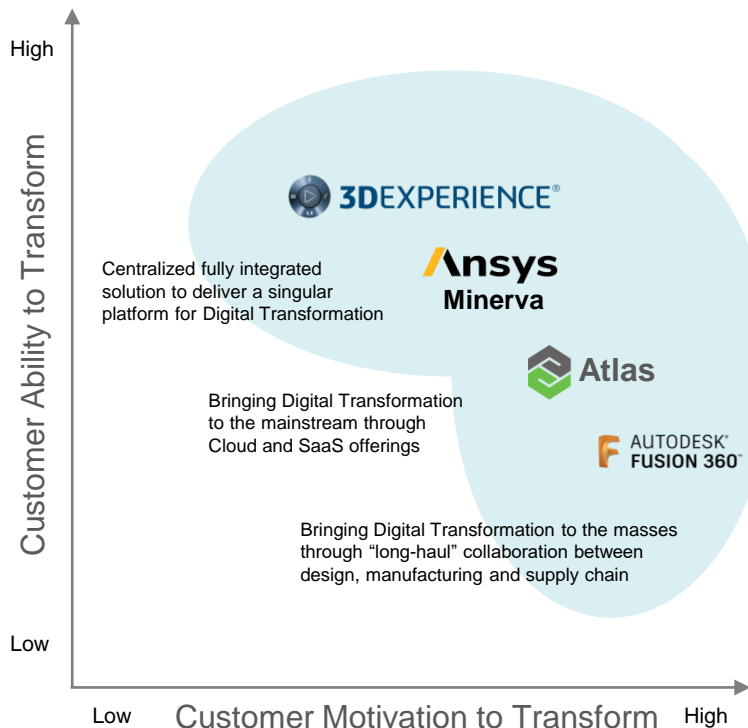 High
Customer Ability to Transform
3DEXPERIENCE®
Ansys
Minerva
Centralized fully integrated
solution to deliver a singular
platform for Digital Transformation
Atlas
Bringing Digital Transformation
to the mainstream through
Cloud and SaaS offerings
AUTODESK®
FUSION 360™
Bringing Digital Transformation to the masses
through “long-haul” collaboration between
design, manufacturing and supply chain
Low
Low Customer Motivation to Transform High